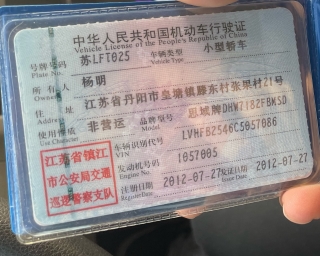 中华人民共和国机动车行驶证
Vehicle License of the People's Republic of China
号牌号码 苏LFT025 车辆类型 小型轿车
Plate No. Vehicle Type
所有人 杨明
Owner
住址 江苏省丹阳市皇塘镇滕东村张果村21号
Address
使用性质 非营运 品牌型号 思域牌DHW7182FBMSD
Use Character Model
江苏省镇江
市公安局交通
巡逻警察支队
车辆识别代号 LVHFB2546C5057086
VIN
发动机号码 1057005
Engine No.
注册日期 2012-07-27 发证日期 2012-07-27
Register Date Issue Date